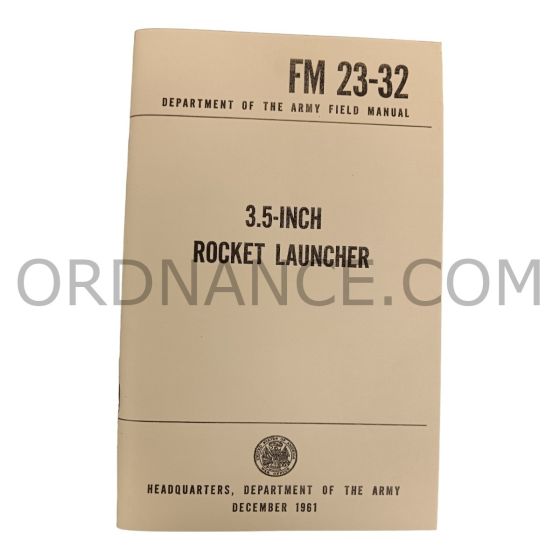 FM 23-32
DEPARTMENT OF THE ARMY FIELD MANUAL
3.5-INCH
ROCKET LAUNCHER
ORDNANCE.COM
HEADQUARTERS, DEPARTMENT OF THE ARMY
DECEMBER 1961